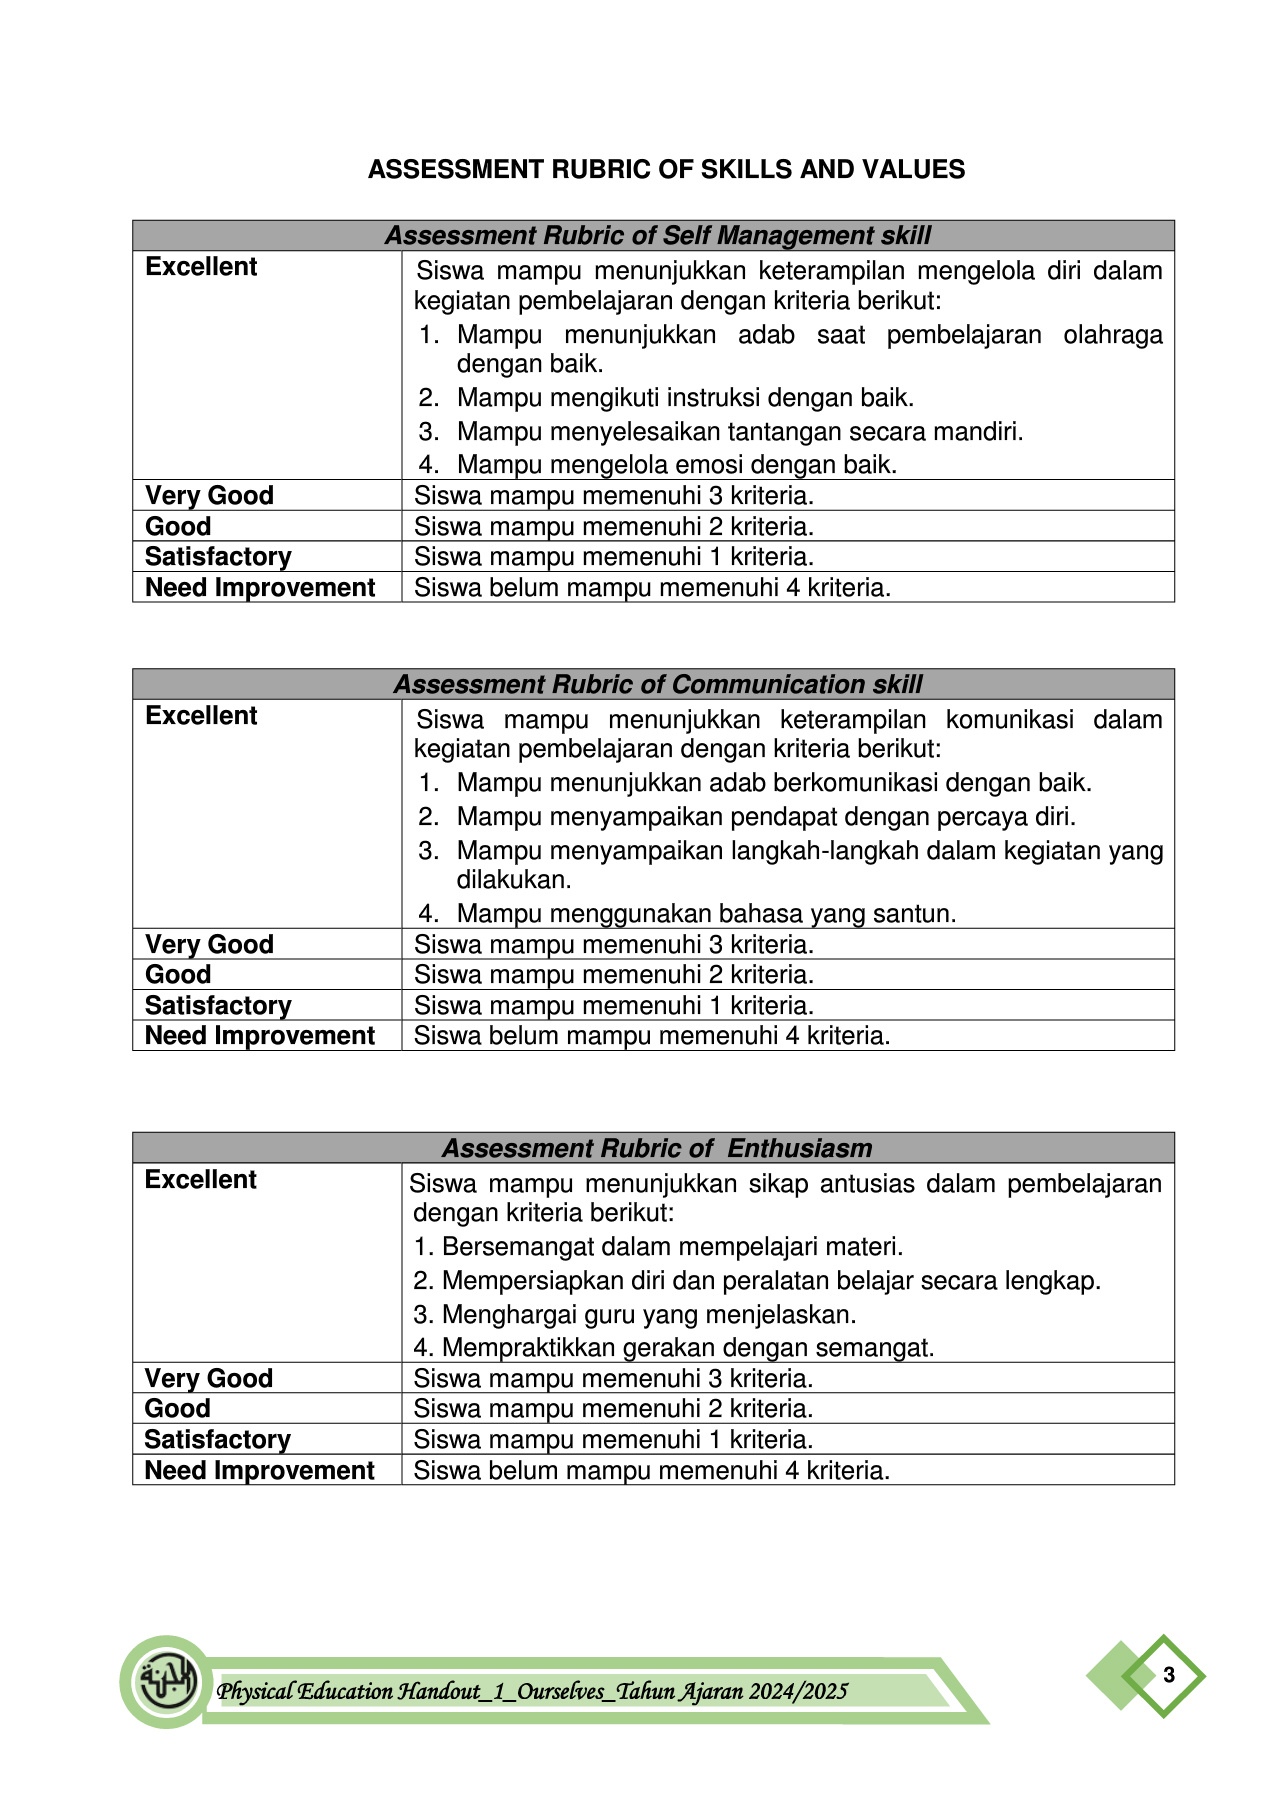 ASSESSMENT RUBRIC OF SKILLS AND VALUES
Assessment Rubric of Self Management skill
Excellent
Siswa mampu menunjukkan keterampilan mengelola diri dalam
kegiatan pembelajaran dengan kriteria berikut:
1. Mampu menunjukkan adab saat pembelajaran olahraga
dengan baik.
2. Mampu mengikuti instruksi dengan baik.
3. Mampu menyelesaikan tantangan secara mandiri.
4. Mampu mengelola emosi dengan baik.
Very Good Siswa mampu memenuhi 3 kriteria.
Good Siswa mampu memenuhi 2 kriteria.
Satisfactory Siswa mampu memenuhi 1 kriteria.
Need Improvement Siswa belum mampu memenuhi 4 kriteria.
Assessment Rubric of Communication skill
Excellent
Siswa mampu menunjukkan keterampilan komunikasi dalam
kegiatan pembelajaran dengan kriteria berikut:
1. Mampu menunjukkan adab berkomunikasi dengan baik.
2. Mampu menyampaikan pendapat dengan percaya diri.
3. Mampu menyampaikan langkah-langkah dalam kegiatan yang
dilakukan.
4. Mampu menggunakan bahasa yang santun.
Very Good Siswa mampu memenuhi 3 kriteria.
Good Siswa mampu memenuhi 2 kriteria.
Satisfactory Siswa mampu memenuhi 1 kriteria.
Need Improvement Siswa belum mampu memenuhi 4 kriteria.
Assessment Rubric of Enthusiasm
Excellent
Siswa mampu menunjukkan sikap antusias dalam pembelajaran
dengan kriteria berikut:
1. Bersemangat dalam mempelajari materi.
2. Mempersiapkan diri dan peralatan belajar secara lengkap.
3. Menghargai guru yang menjelaskan.
4. Mempraktikkan gerakan dengan semangat.
Very Good Siswa mampu memenuhi 3 kriteria.
Good Siswa mampu memenuhi 2 kriteria.
Satisfactory Siswa mampu memenuhi 1 kriteria.
Need Improvement Siswa belum mampu memenuhi 4 kriteria.
Physical Education Handout_1_Ourselves_Tahun Ajaran 2024/2025
3